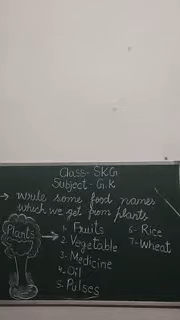 Class- SKG
Subject - G.K
→ write some food names
which we get from plants
Plants →
1. Fruits
2. Vegetable
3. Medicine
4. Oil
5. Pulses
6- Rice
7- Wheat